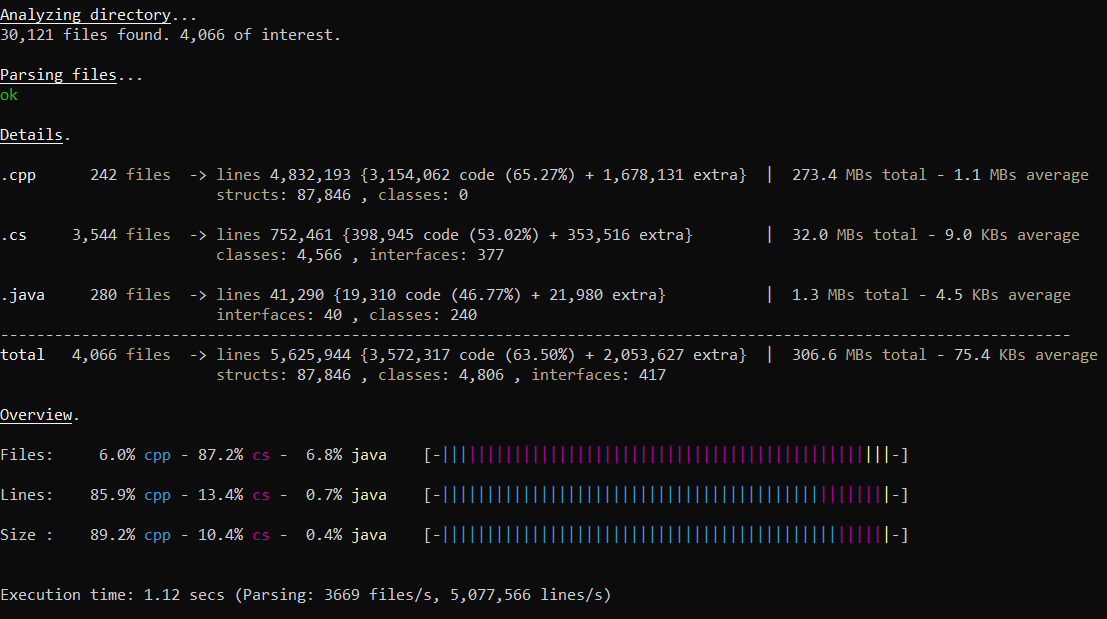 Analyzing directory...
30,121 files found. 4,066 of interest.
Parsing files...
ok
Details.
.cpp 242 files -> lines 4,832,193 {3,154,062 code (65.27%) + 1,678,131 extra} | 273.4 MBs total - 1.1 MBs average
structs: 87,846 , classes: 0
.cs 3,544 files -> lines 752,461 {398,945 code (53.02%) + 353,516 extra} | 32.0 MBs total - 9.0 KBs average
classes: 4,566 , interfaces: 377
.java 280 files -> lines 41,290 {19,310 code (46.77%) + 21,980 extra} | 1.3 MBs total - 4.5 KBs average
interfaces: 40 , classes: 240
-----------------------------------------------------------------------------------------------------------------------
total 4,066 files -> lines 5,625,944 {3,572,317 code (63.50%) + 2,053,627 extra} | 306.6 MBs total - 75.4 KBs average
structs: 87,846 , classes: 4,806 , interfaces: 417
Overview.
Files: 6.0% cpp - 87.2% cs - 6.8% java [-||||||||||||||||||||||||||||||||||||||||||||||||||-]
Lines: 85.9% cpp - 13.4% cs - 0.7% java [-||||||||||||||||||||||||||||||||||||||||||||||||||-]
Size : 89.2% cpp - 10.4% cs - 0.4% java [-||||||||||||||||||||||||||||||||||||||||||||||||||-]
Execution time: 1.12 secs (Parsing: 3669 files/s, 5,077,566 lines/s)